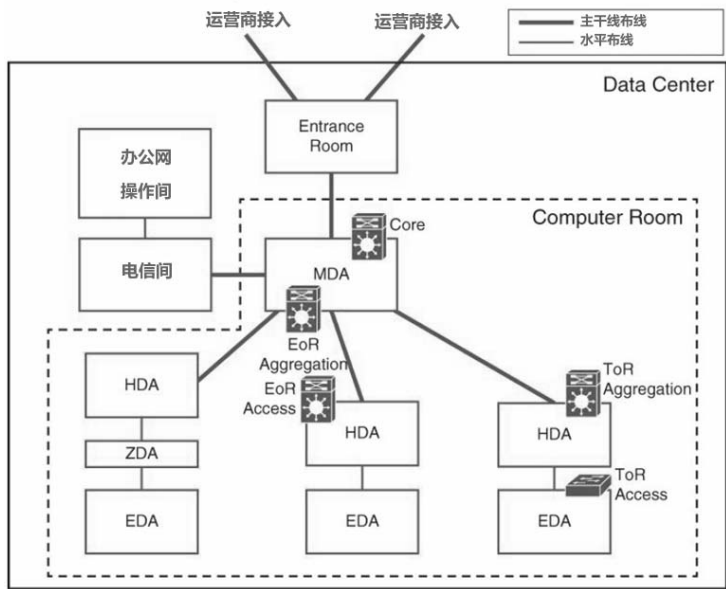 运营商接入
运营商接入
主干线布线
水平布线
Data Center
Entrance
Room
办公网
操作间
Computer Room
Core
电信间
MDA
EoR
Aggregation
EoR
Access
ToR
Aggregation
HDA
HDA
HDA
ZDA
ToR
Access
EDA
EDA
EDA